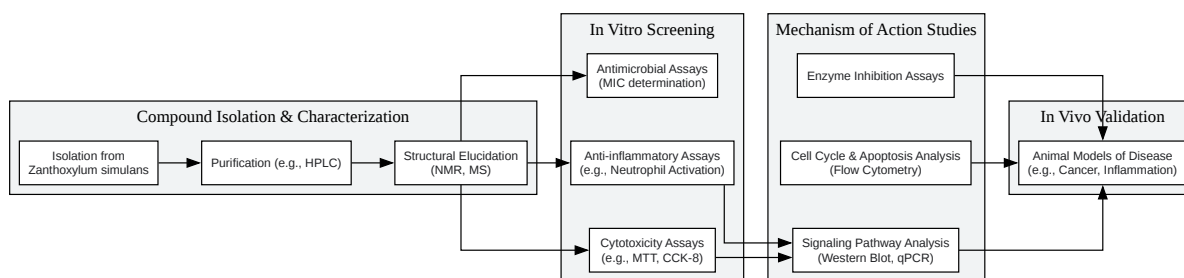 Compound Isolation & Characterization
Isolation from
Zanthoxylum simulans
Purification (e.g., HPLC)
Structural Elucidation
(NMR, MS)
In Vitro Screening
Antimicrobial Assays
(MIC determination)
Anti-inflammatory Assays
(e.g., Neutrophil Activation)
Cytotoxicity Assays
(e.g., MTT, CCK-8)
Mechanism of Action Studies
Enzyme Inhibition Assays
Cell Cycle & Apoptosis Analysis
(Flow Cytometry)
Signaling Pathway Analysis
(Western Blot, qPCR)
In Vivo Validation
Animal Models of Disease
(e.g., Cancer, Inflammation)